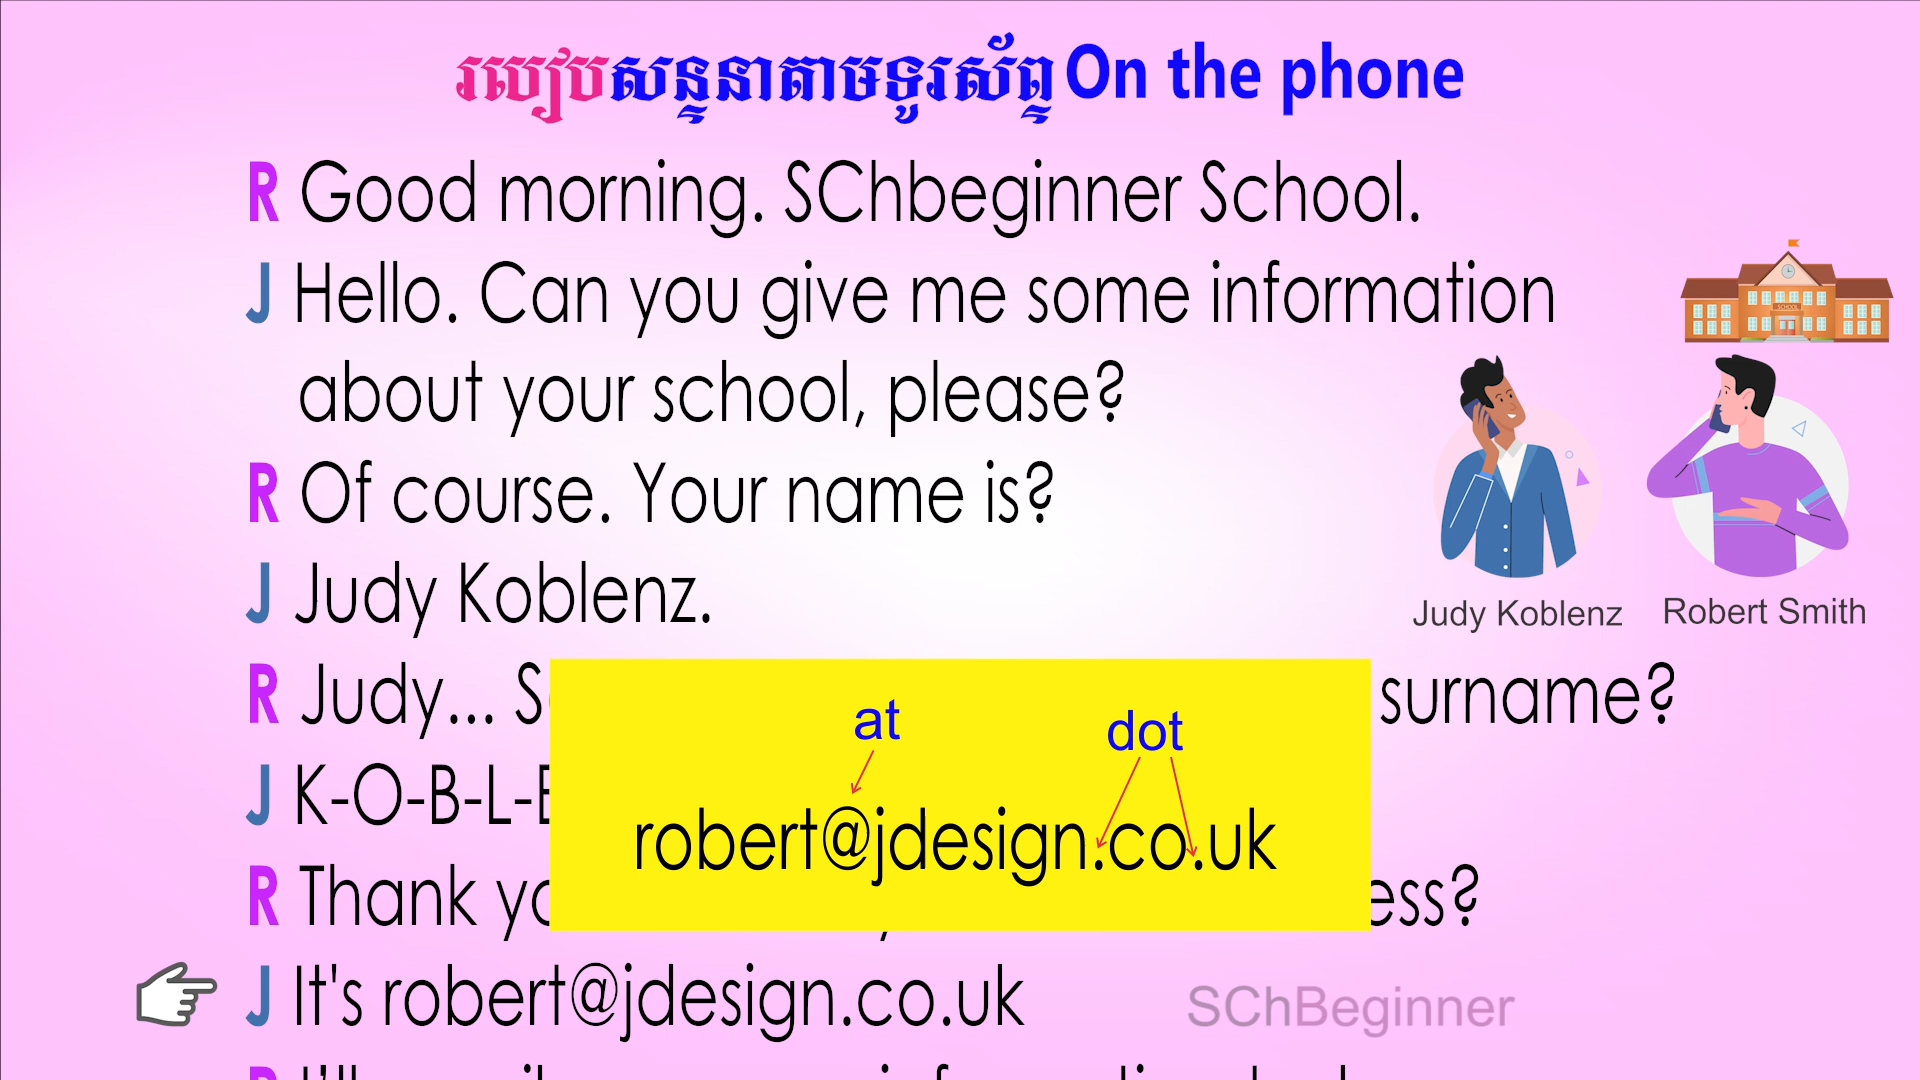 របៀបសន្ទនាតាមទូរស័ព្ទ On the phone
R Good morning. SChbeginner School.
J Hello. Can you give me some information
about your school, please?
R Of course. Your name is?
J Judy Koblenz.
R Judy... surname?
J K-O-B-L-
R Thank
J It's robert@jdesign.co.uk
R
at dot
robert@jdesign.co.uk
SCHOOL
Judy Koblenz Robert Smith
SChBeginner